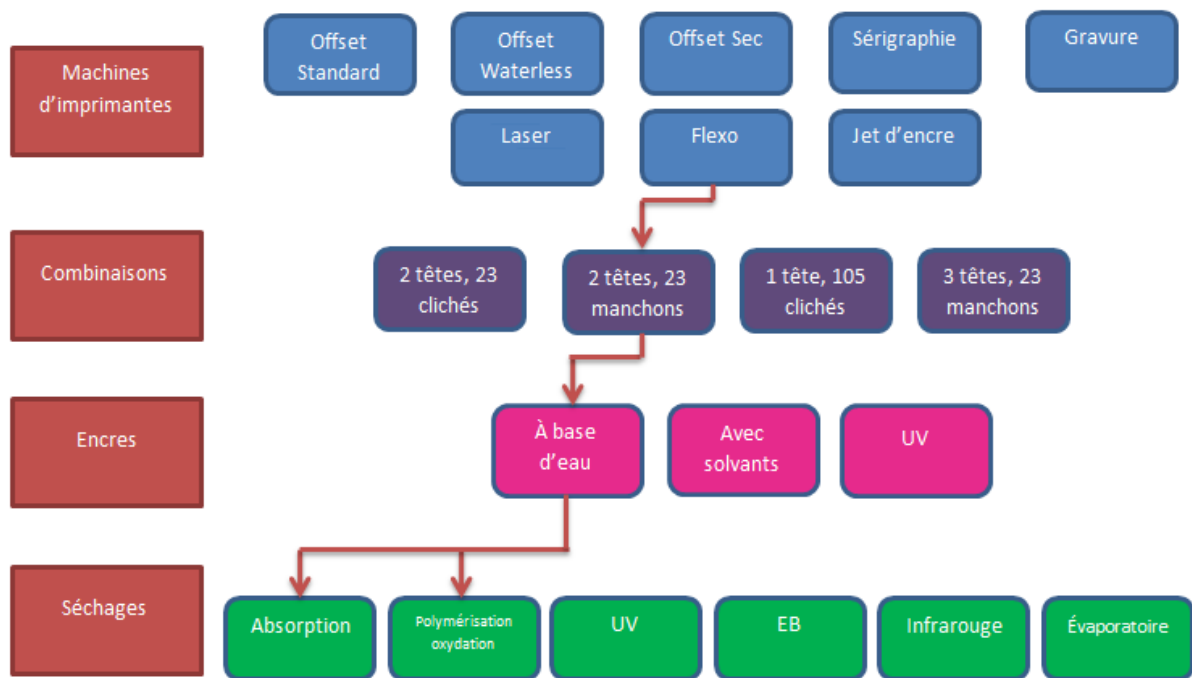 Machines
d'imprimantes
Offset
Standard
Offset
Waterless
Offset Sec
Sérigraphie
Gravure
Laser
Flexo
Jet d'encre
Combinaisons
2 têtes, 23
clichés
2 têtes, 23
manchons
1 tête, 105
clichés
3 têtes, 23
manchons
Encres
À base
d'eau
Avec
solvants
UV
Séchages
Absorption
Polymérisation
oxydation
UV
EB
Infrarouge
Évaporatoire